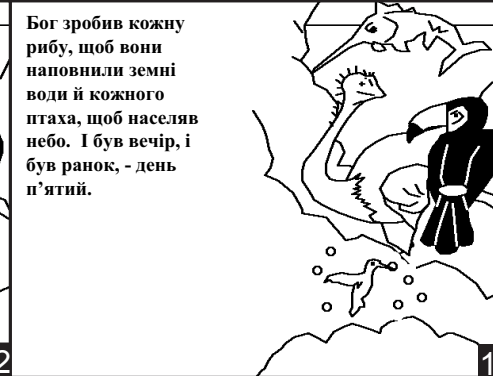 Бог зробив кожну
рибу, щоб вони
наповнили земні
води й кожного
птаха, щоб населяв
небо.  І був вечір, і
був ранок, - день
п’ятий.
2
1